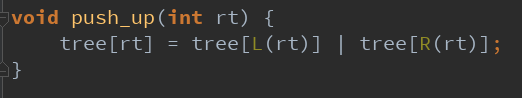 void push_up(int rt) {
    tree[rt] = tree[L(rt)] | tree[R(rt)];
}